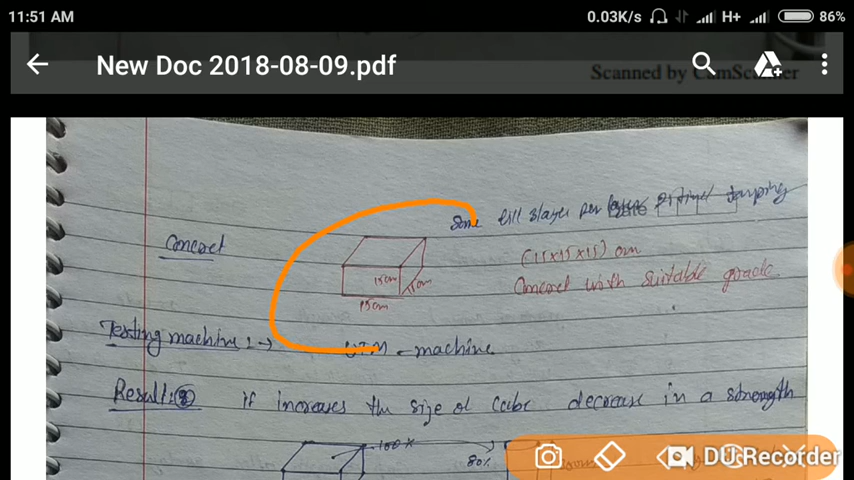 11:51 AM 0.03K/s H+ 86%
New Doc 2018-08-09.pdf
Scanned by CamScanner
layer per
Concret
15cm
15cm
(15x15x15) cm
Concret with suitable grade
Testing machine :→ U.T.M - machine
Result: If increases the size of cube decrease in a strength
100 %
80%
DU Recorder